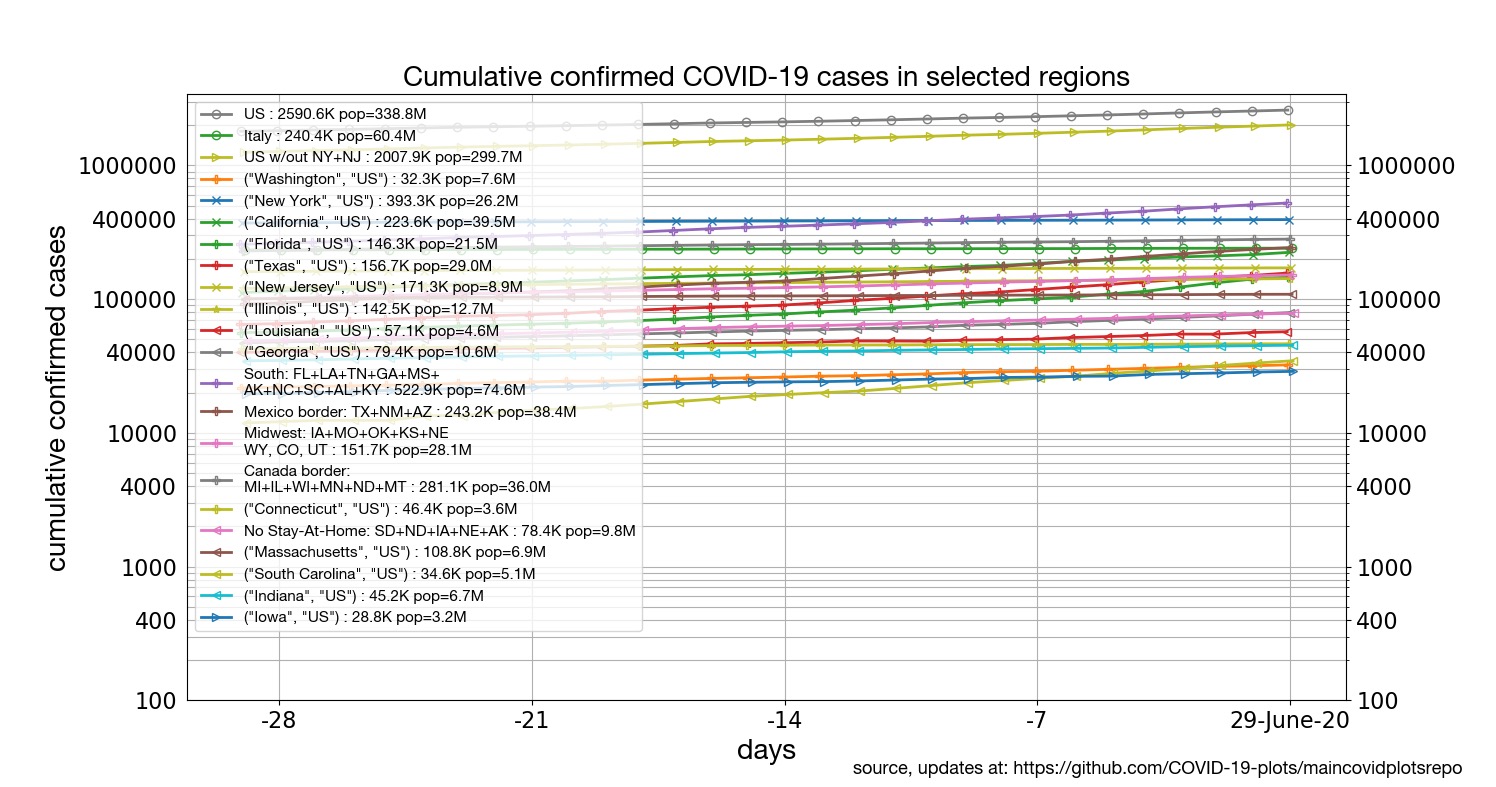 Cumulative confirmed COVID-19 cases in selected regions
US : 2590.6K pop=338.8M
Italy : 240.4K pop=60.4M
US w/out NY+NJ : 2007.9K pop=299.7M
("Washington", "US") : 32.3K pop=7.6M
("New York", "US") : 393.3K pop=26.2M
("California", "US") : 223.6K pop=39.5M
("Florida", "US") : 146.3K pop=21.5M
("Texas", "US") : 156.7K pop=29.0M
("New Jersey", "US") : 171.3K pop=8.9M
("Illinois", "US") : 142.5K pop=12.7M
("Louisiana", "US") : 57.1K pop=4.6M
("Georgia", "US") : 79.4K pop=10.6M
South: FL+LA+TN+GA+MS+
AK+NC+SC+AL+KY : 522.9K pop=74.6M
Mexico border: TX+NM+AZ : 243.2K pop=38.4M
Midwest: IA+MO+OK+KS+NE
WY, CO, UT : 151.7K pop=28.1M
Canada border:
MI+IL+WI+MN+ND+MT : 281.1K pop=36.0M
("Connecticut", "US") : 46.4K pop=3.6M
No Stay-At-Home: SD+ND+IA+NE+AK : 78.4K pop=9.8M
("Massachusetts", "US") : 108.8K pop=6.9M
("South Carolina", "US") : 34.6K pop=5.1M
("Indiana", "US") : 45.2K pop=6.7M
("Iowa", "US") : 28.8K pop=3.2M
cumulative confirmed cases
1000000
400000
100000
40000
10000
4000
1000
400
100
1000000
400000
100000
40000
10000
4000
1000
400
100
-28
-21
-14
-7
29-June-20
days
source, updates at: https://github.com/COVID-19-plots/maincovidplotsrepo